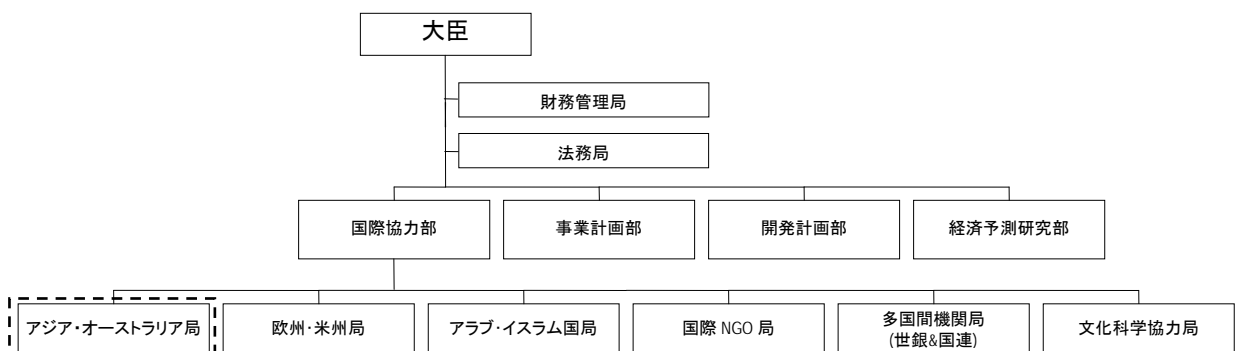 大臣
財務管理局
法務局
国際協力部
事業計画部
開発計画部
経済予測研究部
アジア・オーストラリア局
欧州・米州局
アラブ・イスラム国局
国際 NGO 局
多国間機関局
(世銀&国連)
文化科学協力局